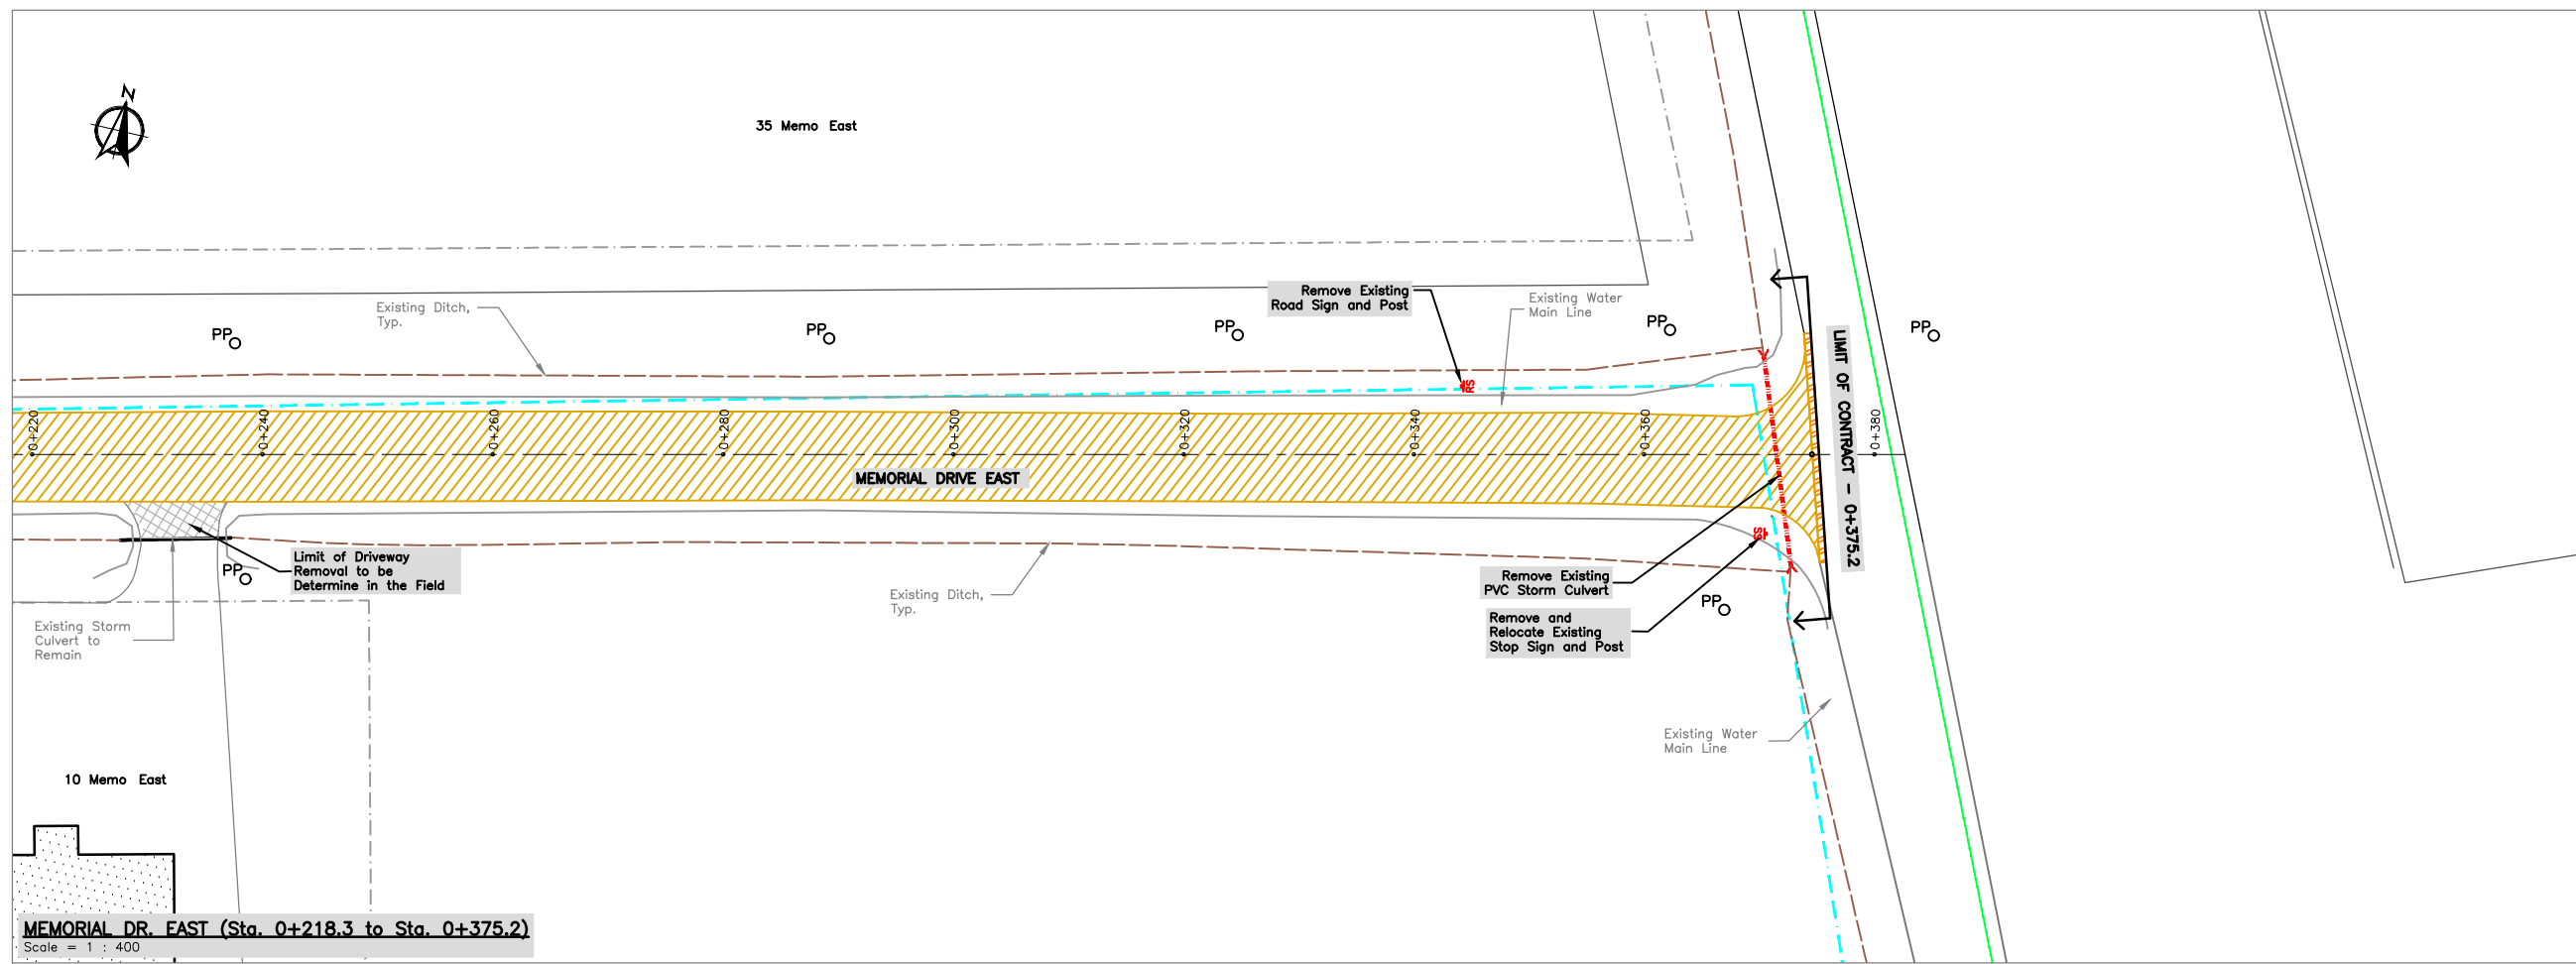 N
35 Memo East
Remove Existing
Road Sign and Post
Existing Water
Main Line
Existing Ditch,
Typ.
PP
PP
PP
PP
PP
RS
LIMIT OF CONTRACT - 0+375.2
0+220
0+240
0+260
0+280
0+300
0+320
0+340
0+360
0+380
MEMORIAL DRIVE EAST
SS
Limit of Driveway
Removal to be
Determine in the Field
PP
Existing Ditch,
Typ.
Remove Existing
PVC Storm Culvert
Remove and
Relocate Existing
Stop Sign and Post
PP
Existing Storm
Culvert to
Remain
Existing Water
Main Line
10 Memo East
MEMORIAL DR. EAST (Sta. 0+218.3 to Sta. 0+375.2)
Scale = 1 : 400